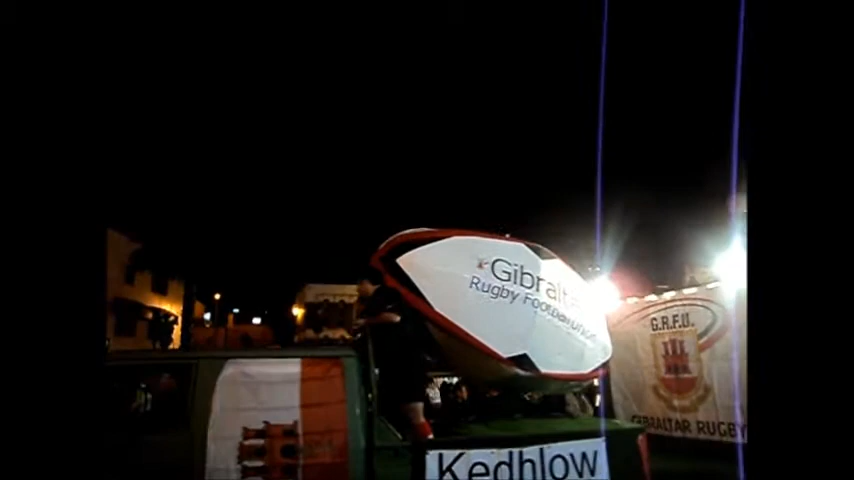 Gibraltar
Rugby Football Union
G.R.F.U.
GIBRALTAR RUGBY
Kedhlow